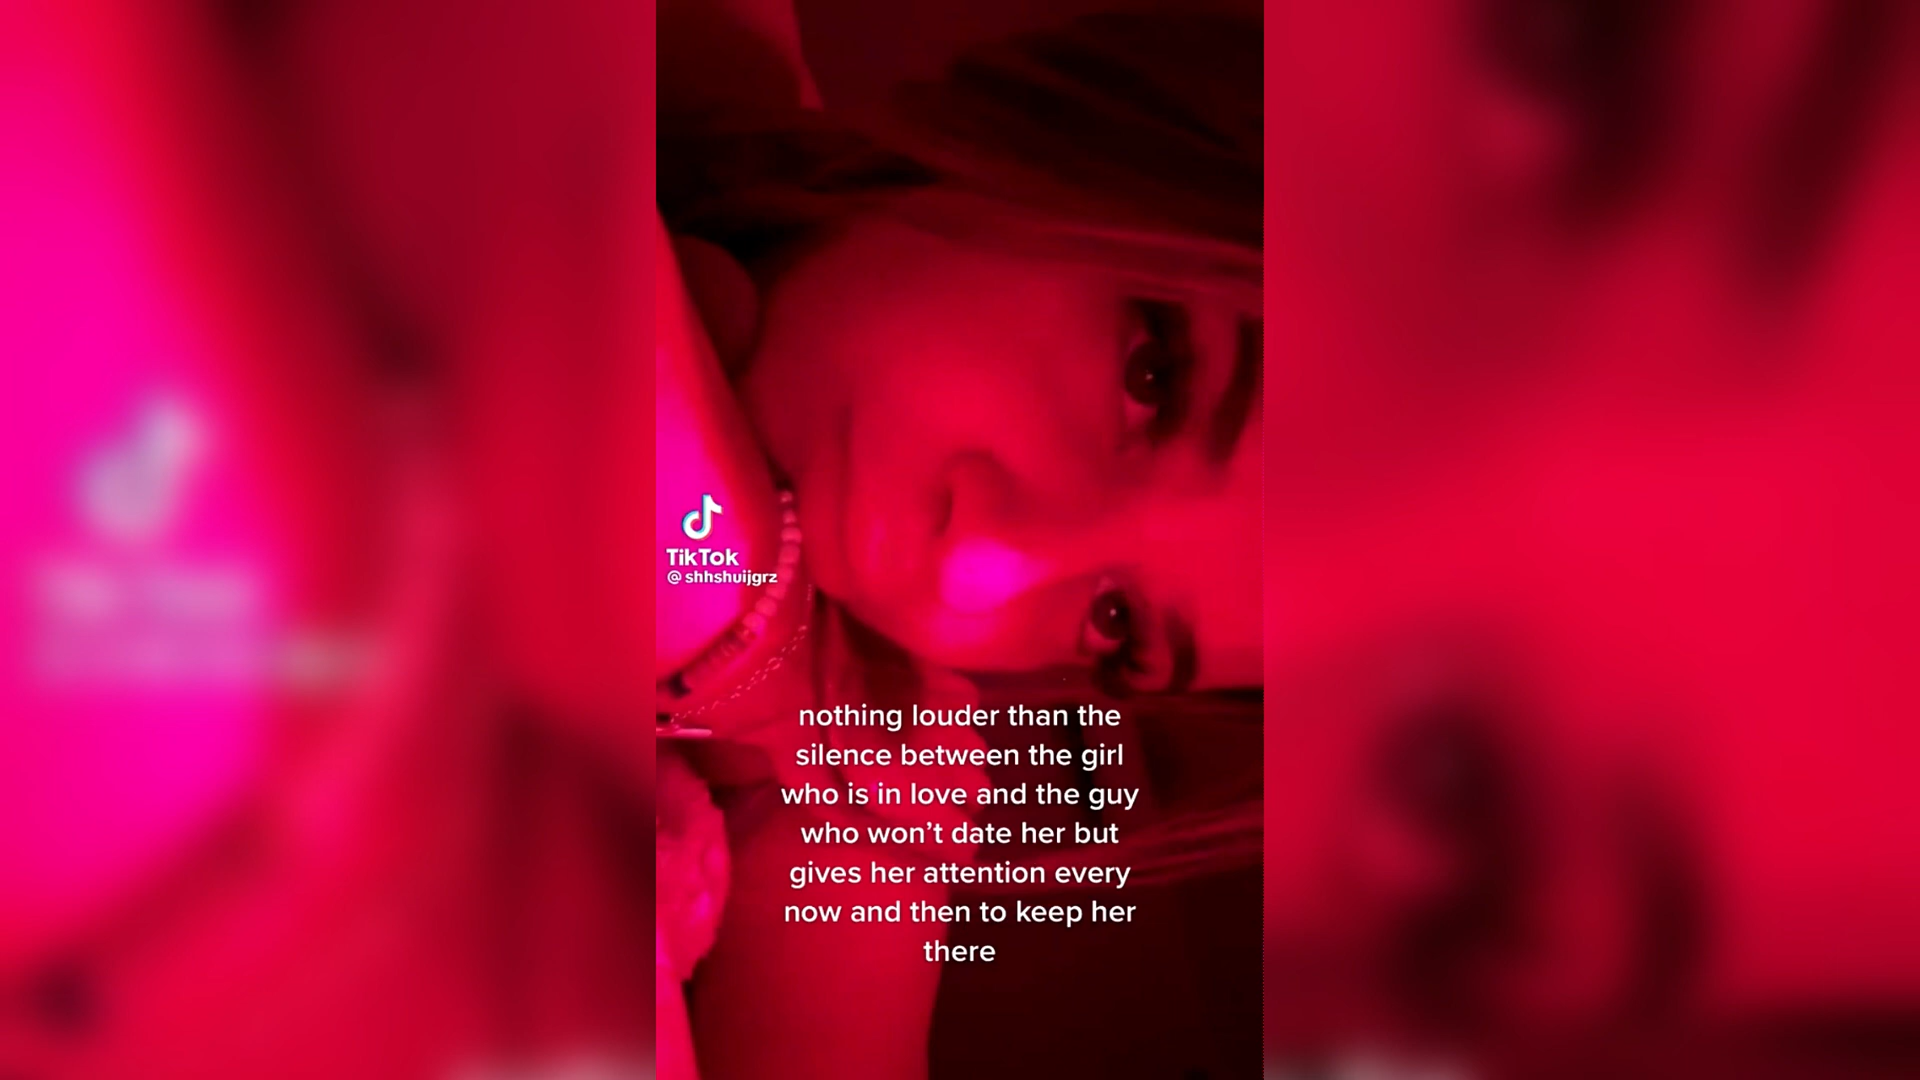 TikTok
@shhshuijgrz
nothing louder than the
silence between the girl
who is in love and the guy
who won’t date her but
gives her attention every
now and then to keep her
there